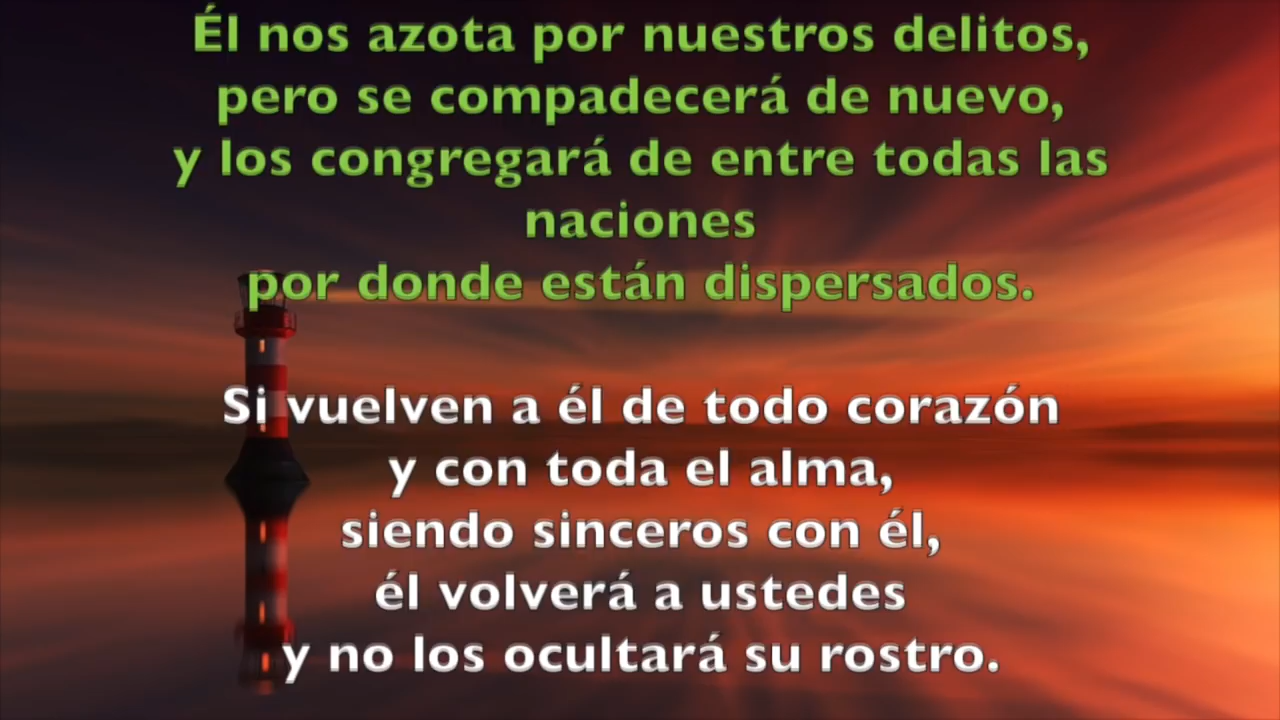 Él nos azota por nuestros delitos,
pero se compadecerá de nuevo,
y los congregará de entre todas las
naciones
por donde están dispersados.
Si vuelven a él de todo corazón
y con toda el alma,
siendo sinceros con él,
él volverá a ustedes
y no los ocultará su rostro.